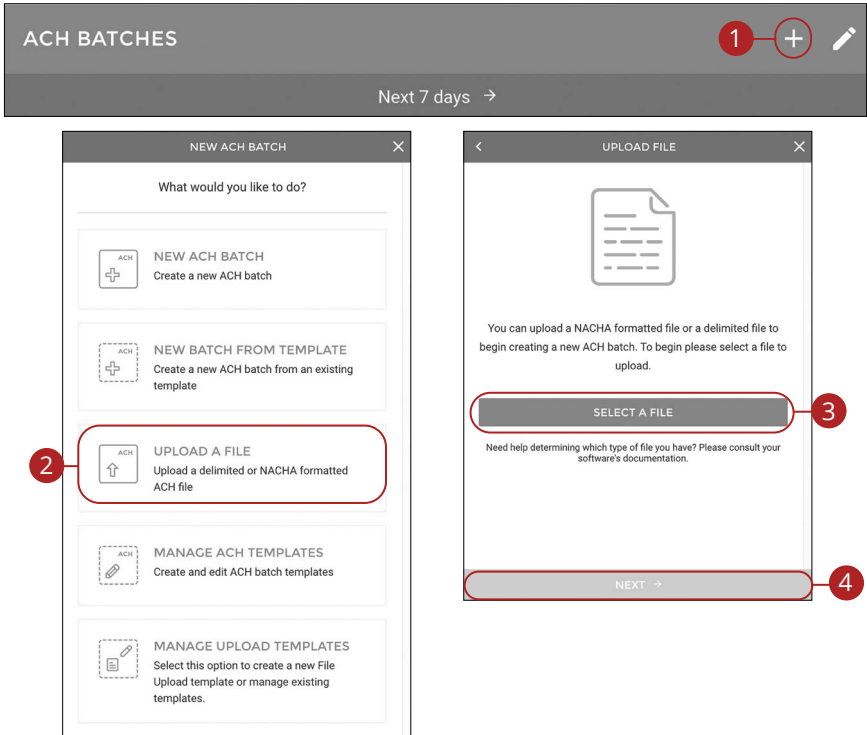 ACH BATCHES
1
Next 7 days →
NEW ACH BATCH
What would you like to do?
ACH
NEW ACH BATCH
Create a new ACH batch
ACH
NEW BATCH FROM TEMPLATE
Create a new ACH batch from an existing
template
2
ACH
UPLOAD A FILE
Upload a delimited or NACHA formatted
ACH file
ACH
MANAGE ACH TEMPLATES
Create and edit ACH batch templates
MANAGE UPLOAD TEMPLATES
Select this option to create a new File
Upload template or manage existing
templates.
UPLOAD FILE
You can upload a NACHA formatted file or a delimited file to
begin creating a new ACH batch. To begin please select a file to
upload.
SELECT A FILE
3
Need help determining which type of file you have? Please consult your
software's documentation.
NEXT →
4